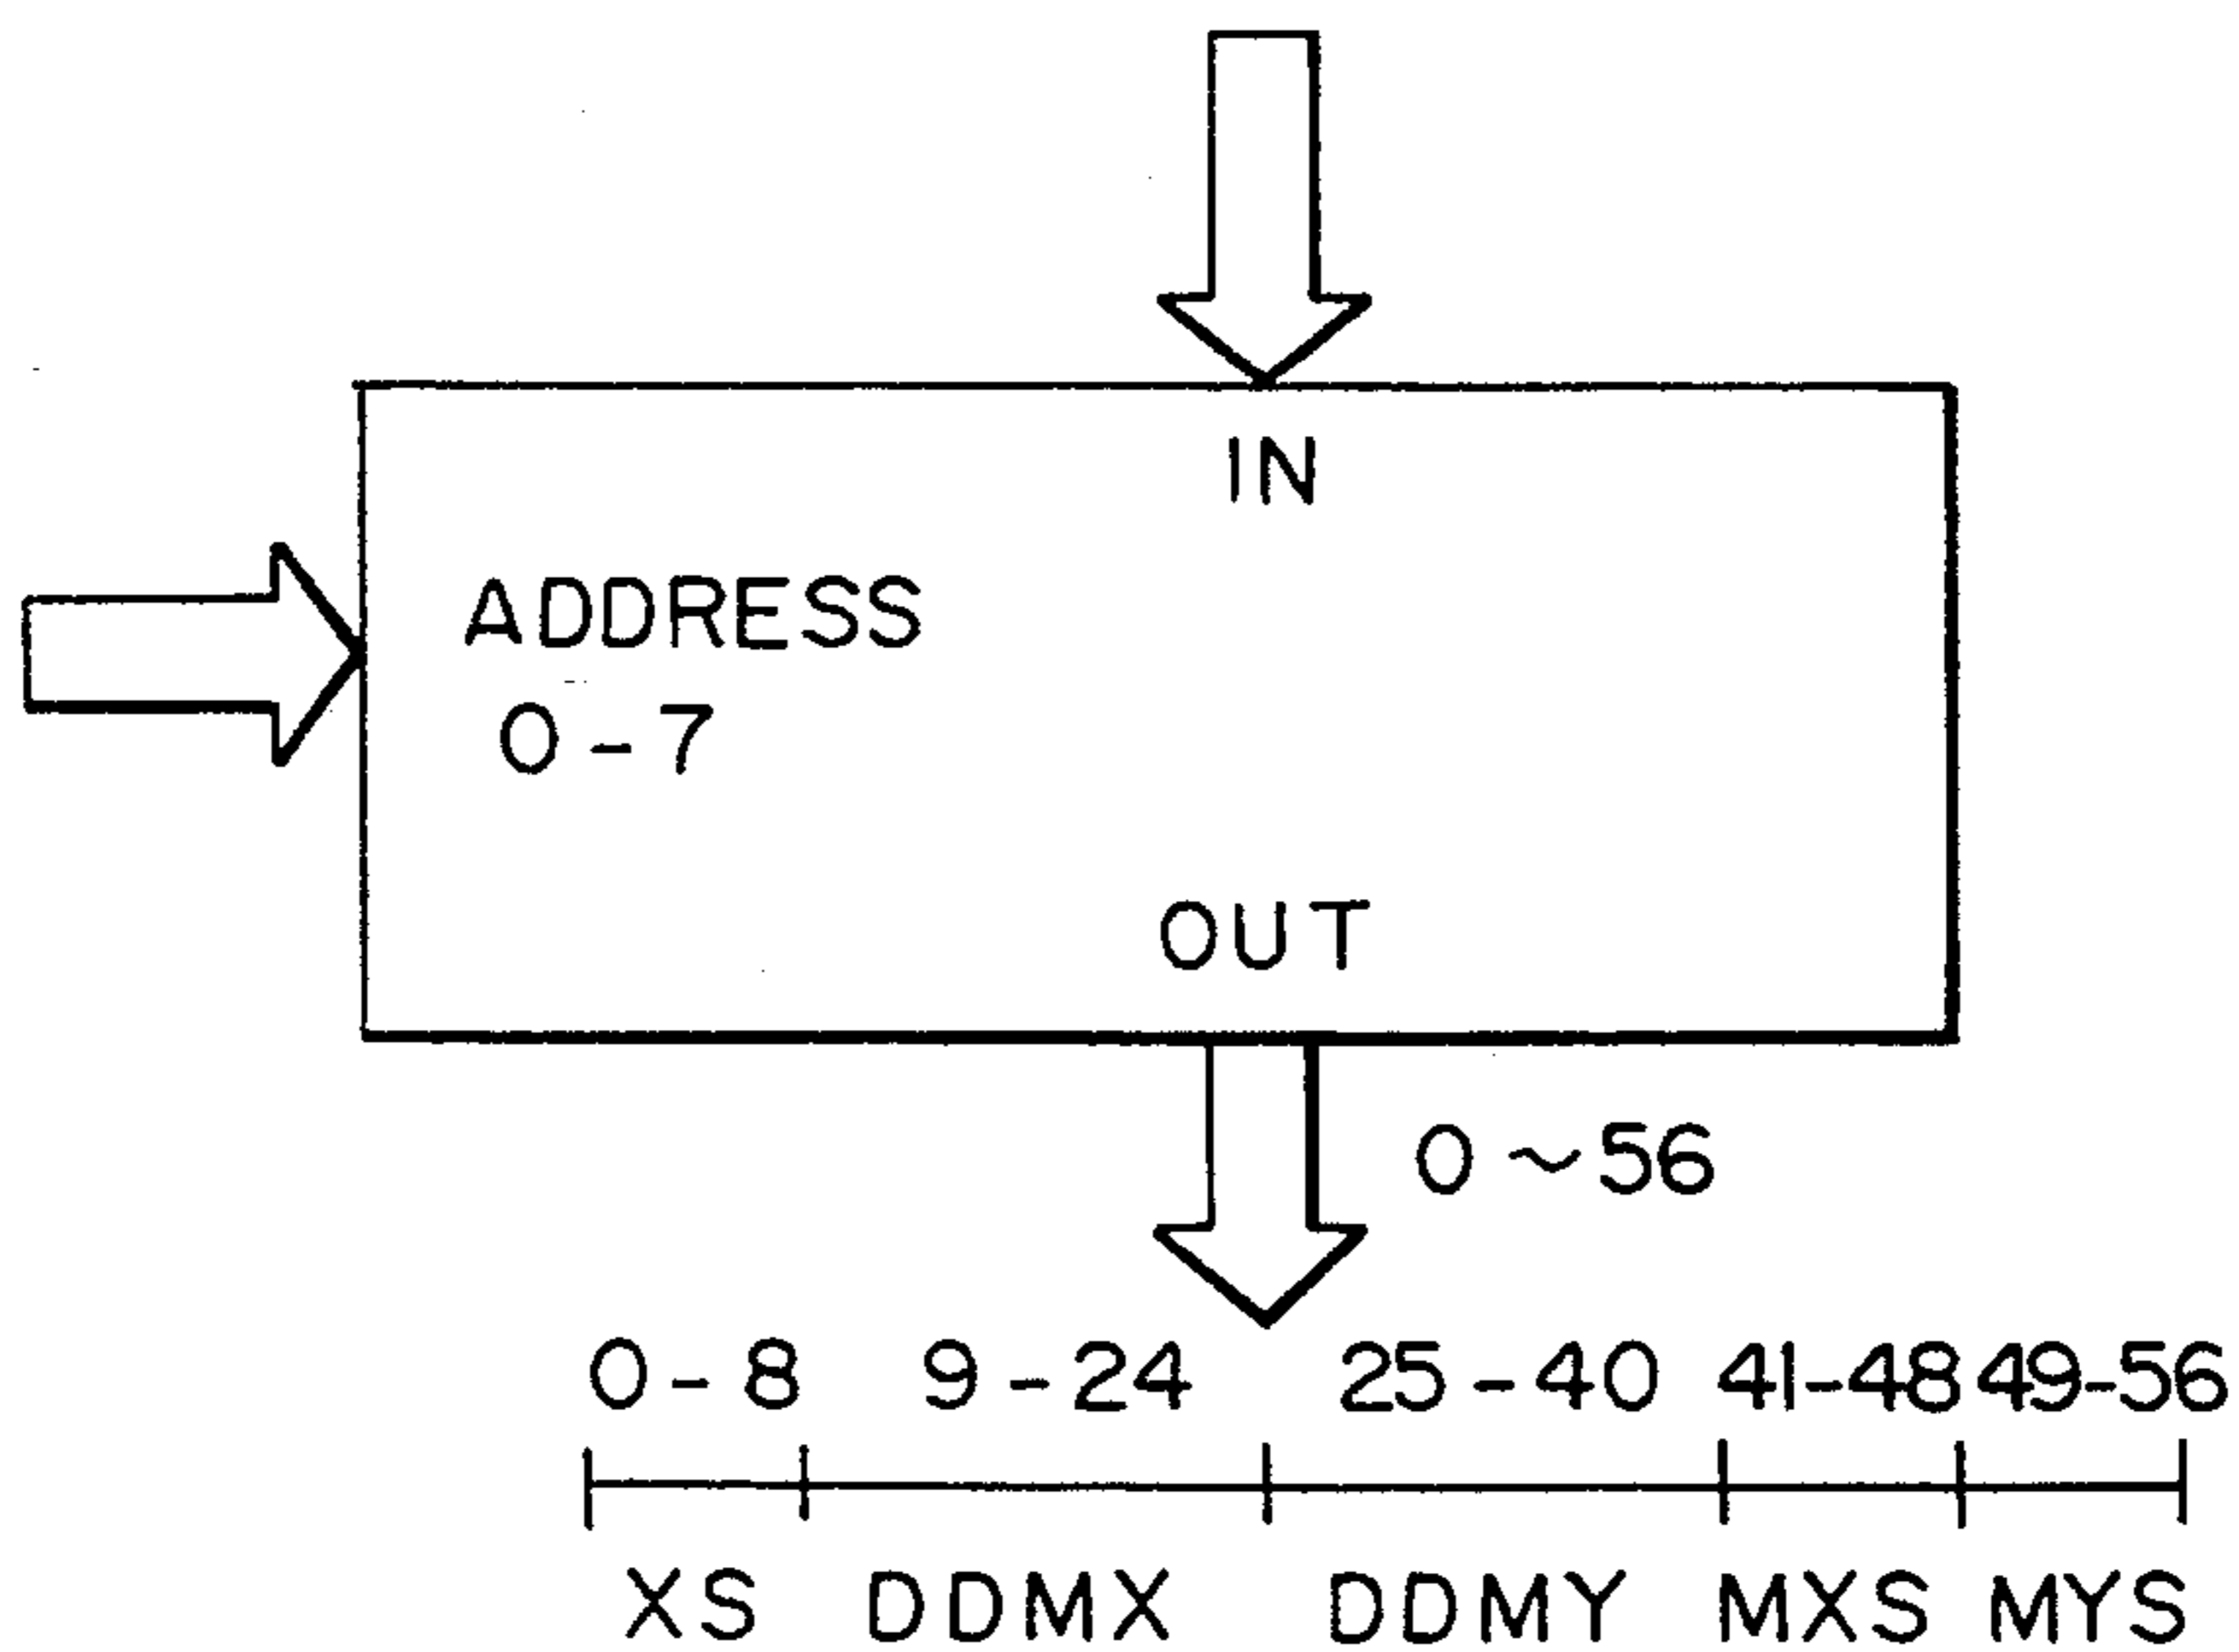 IN
ADDRESS
0-7
OUT
0~56
0-8 9-24 25-40 41-48 49-56
XS DDMX DDMY MXS MYS